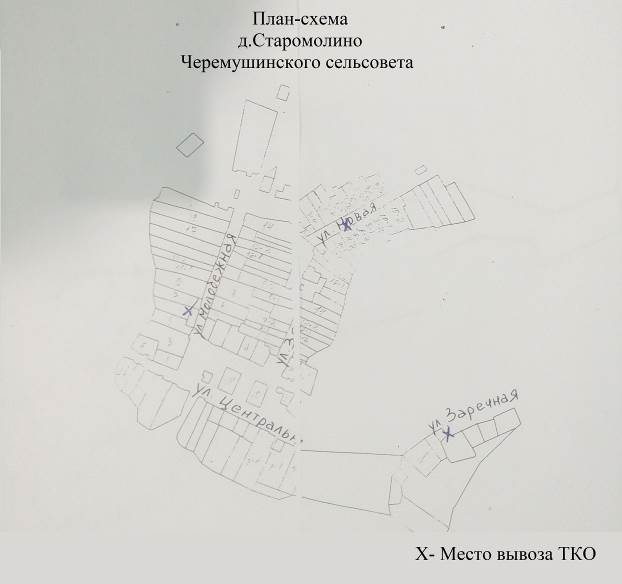 План-схема
д.Старомолино
Черемушинского сельсовета
ул Новая
ул Молодежная
ул Центральн
ул Заречная
X- Место вывоза ТКО